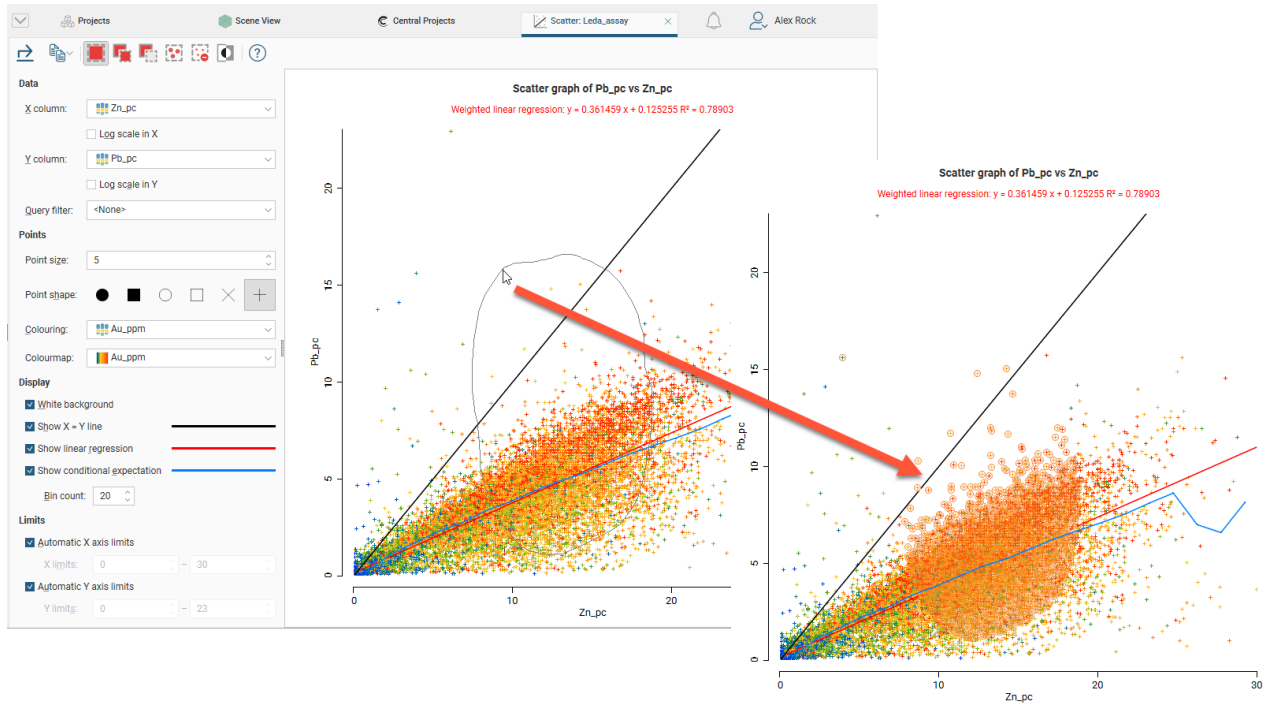 Projects
Scene View
Central Projects
Scatter: Leda_assay
Alex Rock
Data
X column: Zn_pc
Log scale in X
Y column: Pb_pc
Log scale in Y
Query filter: <None>
Points
Point size: 5
Point shape:
Colouring: Au_ppm
Colourmap: Au_ppm
Display
White background
Show X = Y line
Show linear regression
Show conditional expectation
Bin count: 20
Limits
Automatic X axis limits
X limits: 0 – 30
Automatic Y axis limits
Y limits: 0 – 23
Scatter graph of Pb_pc vs Zn_pc
Weighted linear regression: y = 0.361459 x + 0.125255 R² = 0.78903
20
15
10
5
0
Pb_pc
0 10 20
Zn_pc
Scatter graph of Pb_pc vs Zn_pc
Weighted linear regression: y = 0.361459 x + 0.125255 R² = 0.78903
20
15
10
5
0
Pb_pc
0 10 20 30
Zn_pc